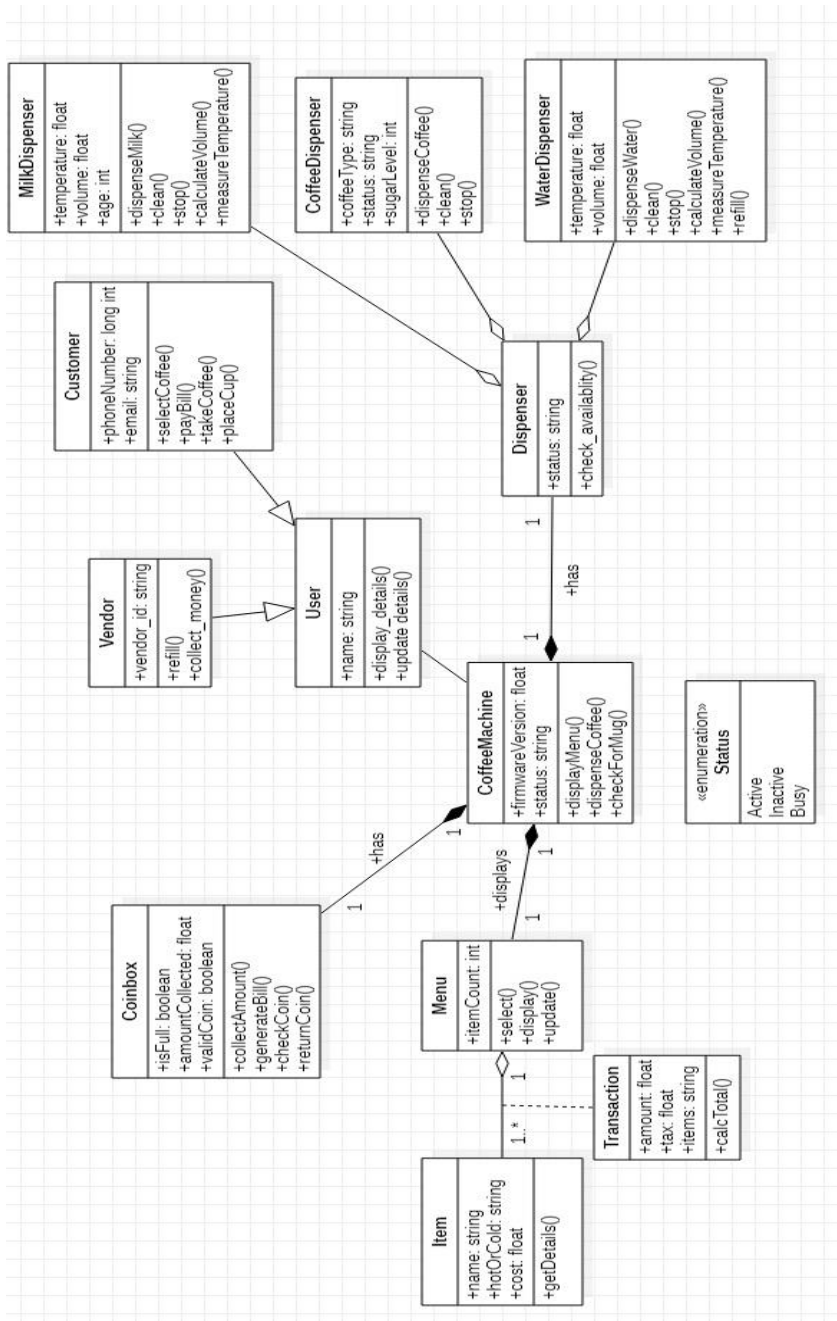 Item
+name: string
+hotOrCold: string
+cost: float
+getDetails()
1..*
1
Transaction
+amount: float
+tax: float
+items: string
+calcTotal()
Menu
+itemCount: int
+select()
+display()
+update()
1
+displays
1
Coinbox
+isFull: boolean
+amountCollected: float
+validCoin: boolean
+collectAmount()
+generateBill()
+checkCoin()
+returnCoin()
1
+has
1
CoffeeMachine
+firmwareVersion: float
+status: string
+displayMenu()
+dispenseCoffee()
+checkForMug()
«enumeration»
Status
Active
Inactive
Busy
1
+has
1
Vendor
+vendor_id: string
+refill()
+collect_money()
User
+name: string
+display_details()
+update details()
Customer
+phoneNumber: long int
+email: string
+selectCoffee()
+payBill()
+takeCoffee()
+placeCup()
Dispenser
+status: string
+check_availablity()
MilkDispenser
+temperature: float
+volume: float
+age: int
+dispenseMilk()
+clean()
+stop()
+calculateVolume()
+measureTemperature()
CoffeeDispenser
+coffeeType: string
+status: string
+sugarLevel: int
+dispenseCoffee()
+clean()
+stop()
WaterDispenser
+temperature: float
+volume: float
+dispenseWater()
+clean()
+stop()
+calculateVolume()
+measureTemperature()
+refill()